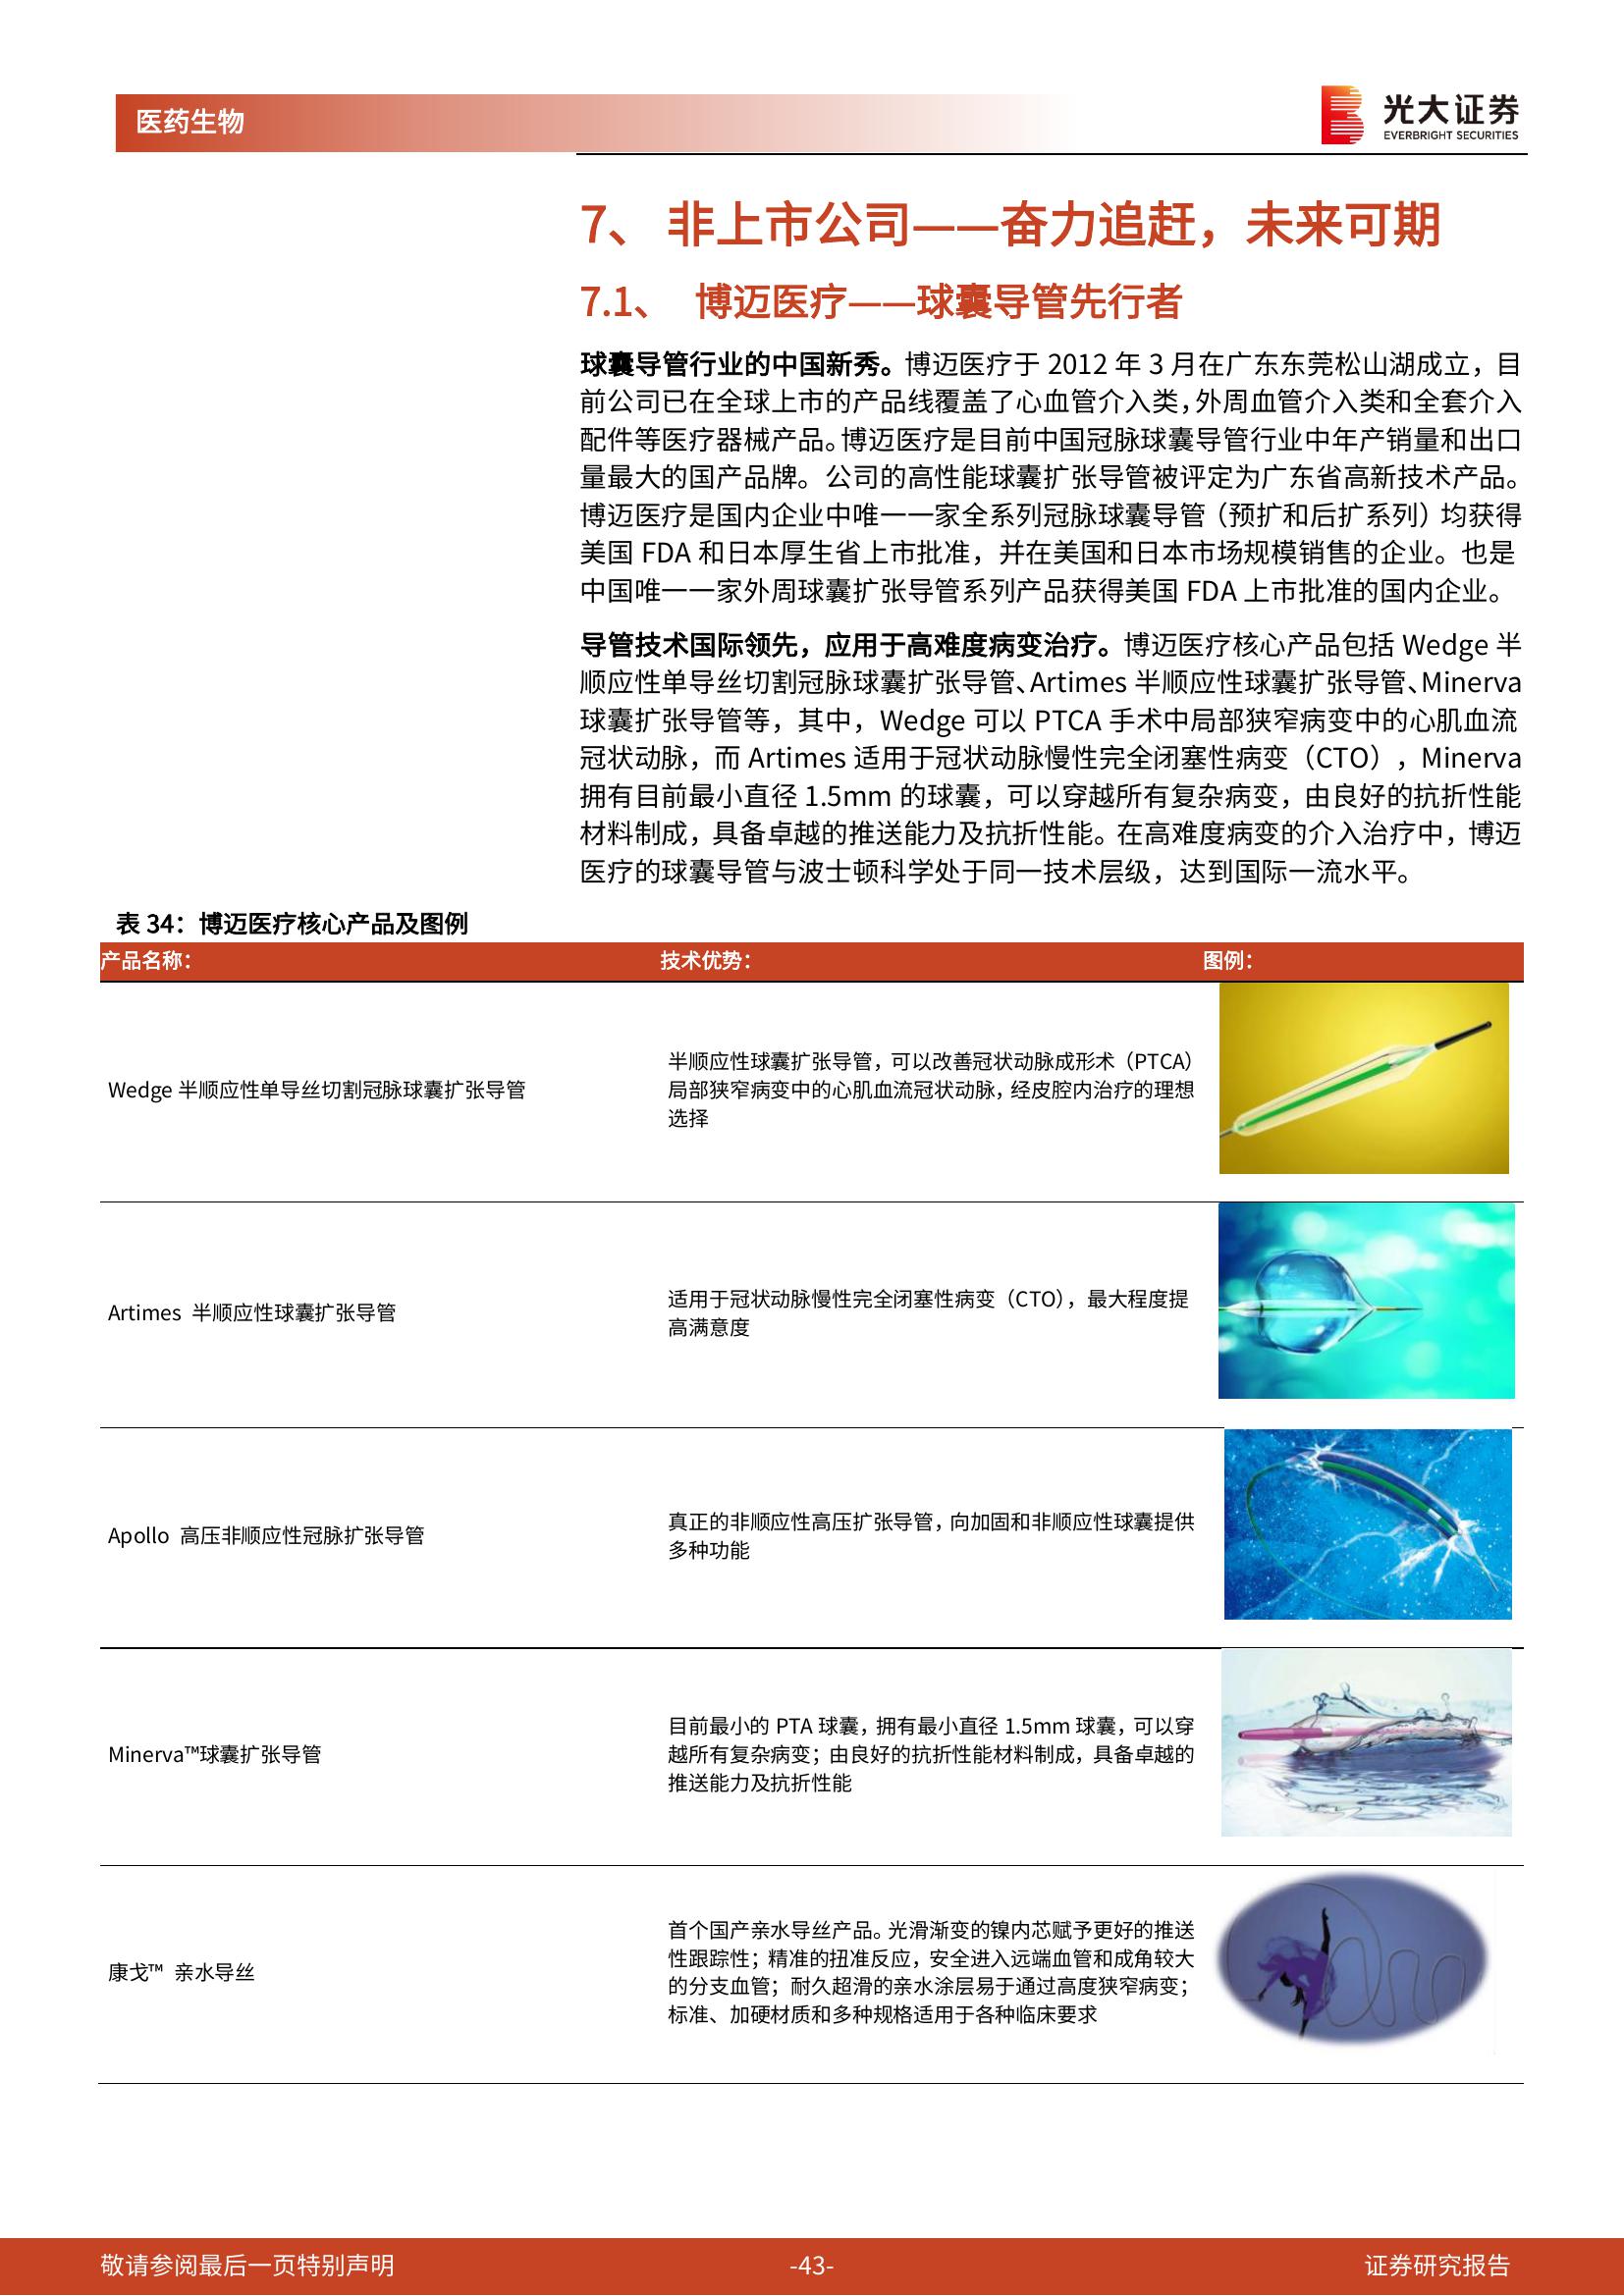 医药生物
光大证券
EVERBRIGHT SECURITIES
7、 非上市公司——奋力追赶，未来可期
7.1、 博迈医疗——球囊导管先行者
球囊导管行业的中国新秀。博迈医疗于 2012 年 3 月在广东东莞松山湖成立，目
前公司已在全球上市的产品线覆盖了心血管介入类，外周血管介入类和全套介入
配件等医疗器械产品。博迈医疗是目前中国冠脉球囊导管行业中年产销量和出口
量最大的国产品牌。公司的高性能球囊扩张导管被评定为广东省高新技术产品。
博迈医疗是国内企业中唯一一家全系列冠脉球囊导管（预扩和后扩系列）均获得
美国 FDA 和日本厚生省上市批准，并在美国和日本市场规模销售的企业。也是
中国唯一一家外周球囊扩张导管系列产品获得美国 FDA 上市批准的国内企业。
导管技术国际领先，应用于高难度病变治疗。博迈医疗核心产品包括 Wedge 半
顺应性单导丝切割冠脉球囊扩张导管、Artimes 半顺应性球囊扩张导管、Minerva
球囊扩张导管等，其中，Wedge 可以 PTCA 手术中局部狭窄病变中的心肌血流
冠状动脉，而 Artimes 适用于冠状动脉慢性完全闭塞性病变（CTO），Minerva
拥有目前最小直径 1.5mm 的球囊，可以穿越所有复杂病变，由良好的抗折性能
材料制成，具备卓越的推送能力及抗折性能。在高难度病变的介入治疗中，博迈
医疗的球囊导管与波士顿科学处于同一技术层级，达到国际一流水平。
表 34：博迈医疗核心产品及图例
产品名称： 技术优势： 图例：
Wedge 半顺应性单导丝切割冠脉球囊扩张导管
半顺应性球囊扩张导管，可以改善冠状动脉成形术（PTCA）
局部狭窄病变中的心肌血流冠状动脉，经皮腔内治疗的理想
选择
Artimes 半顺应性球囊扩张导管
适用于冠状动脉慢性完全闭塞性病变（CTO），最大程度提
高满意度
Apollo 高压非顺应性冠脉扩张导管
真正的非顺应性高压扩张导管，向加固和非顺应性球囊提供
多种功能
Minerva™球囊扩张导管
目前最小的 PTA 球囊，拥有最小直径 1.5mm 球囊，可以穿
越所有复杂病变；由良好的抗折性能材料制成，具备卓越的
推送能力及抗折性能
康戈™ 亲水导丝
首个国产亲水导丝产品。光滑渐变的镍内芯赋予更好的推送
性跟踪性；精准的扭准反应，安全进入远端血管和成角较大
的分支血管；耐久超滑的亲水涂层易于通过高度狭窄病变；
标准、加硬材质和多种规格适用于各种临床要求
敬请参阅最后一页特别声明 -43- 证券研究报告